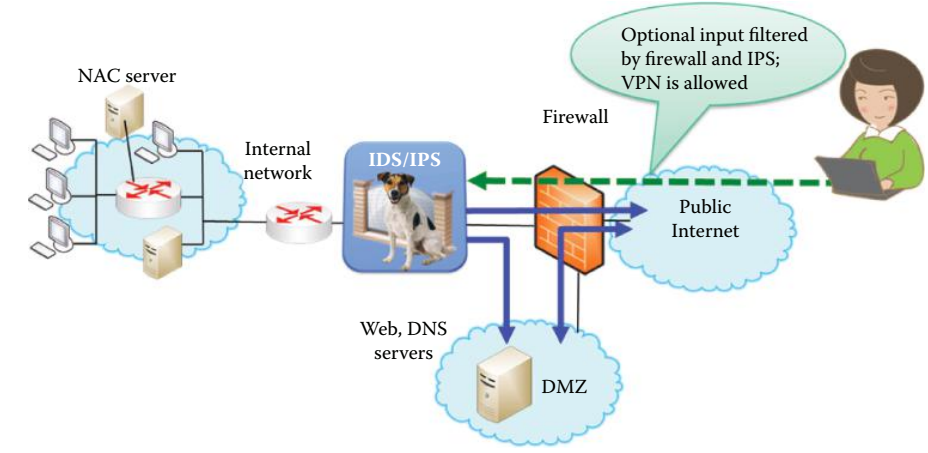 Optional input filtered
by firewall and IPS;
VPN is allowed
NAC server
Firewall
Internal
network
IDS/IPS
Public
Internet
Web, DNS
servers
DMZ